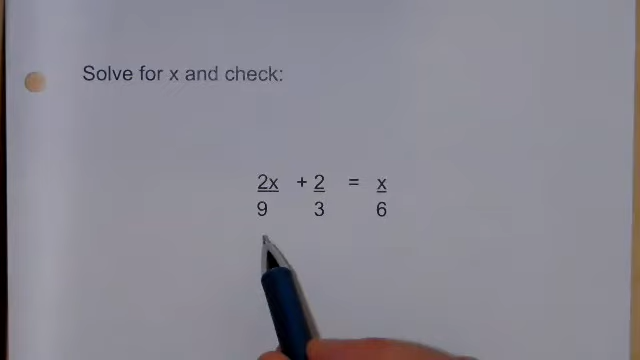 Solve for x and check:
2x + 2 = x
9 3 6